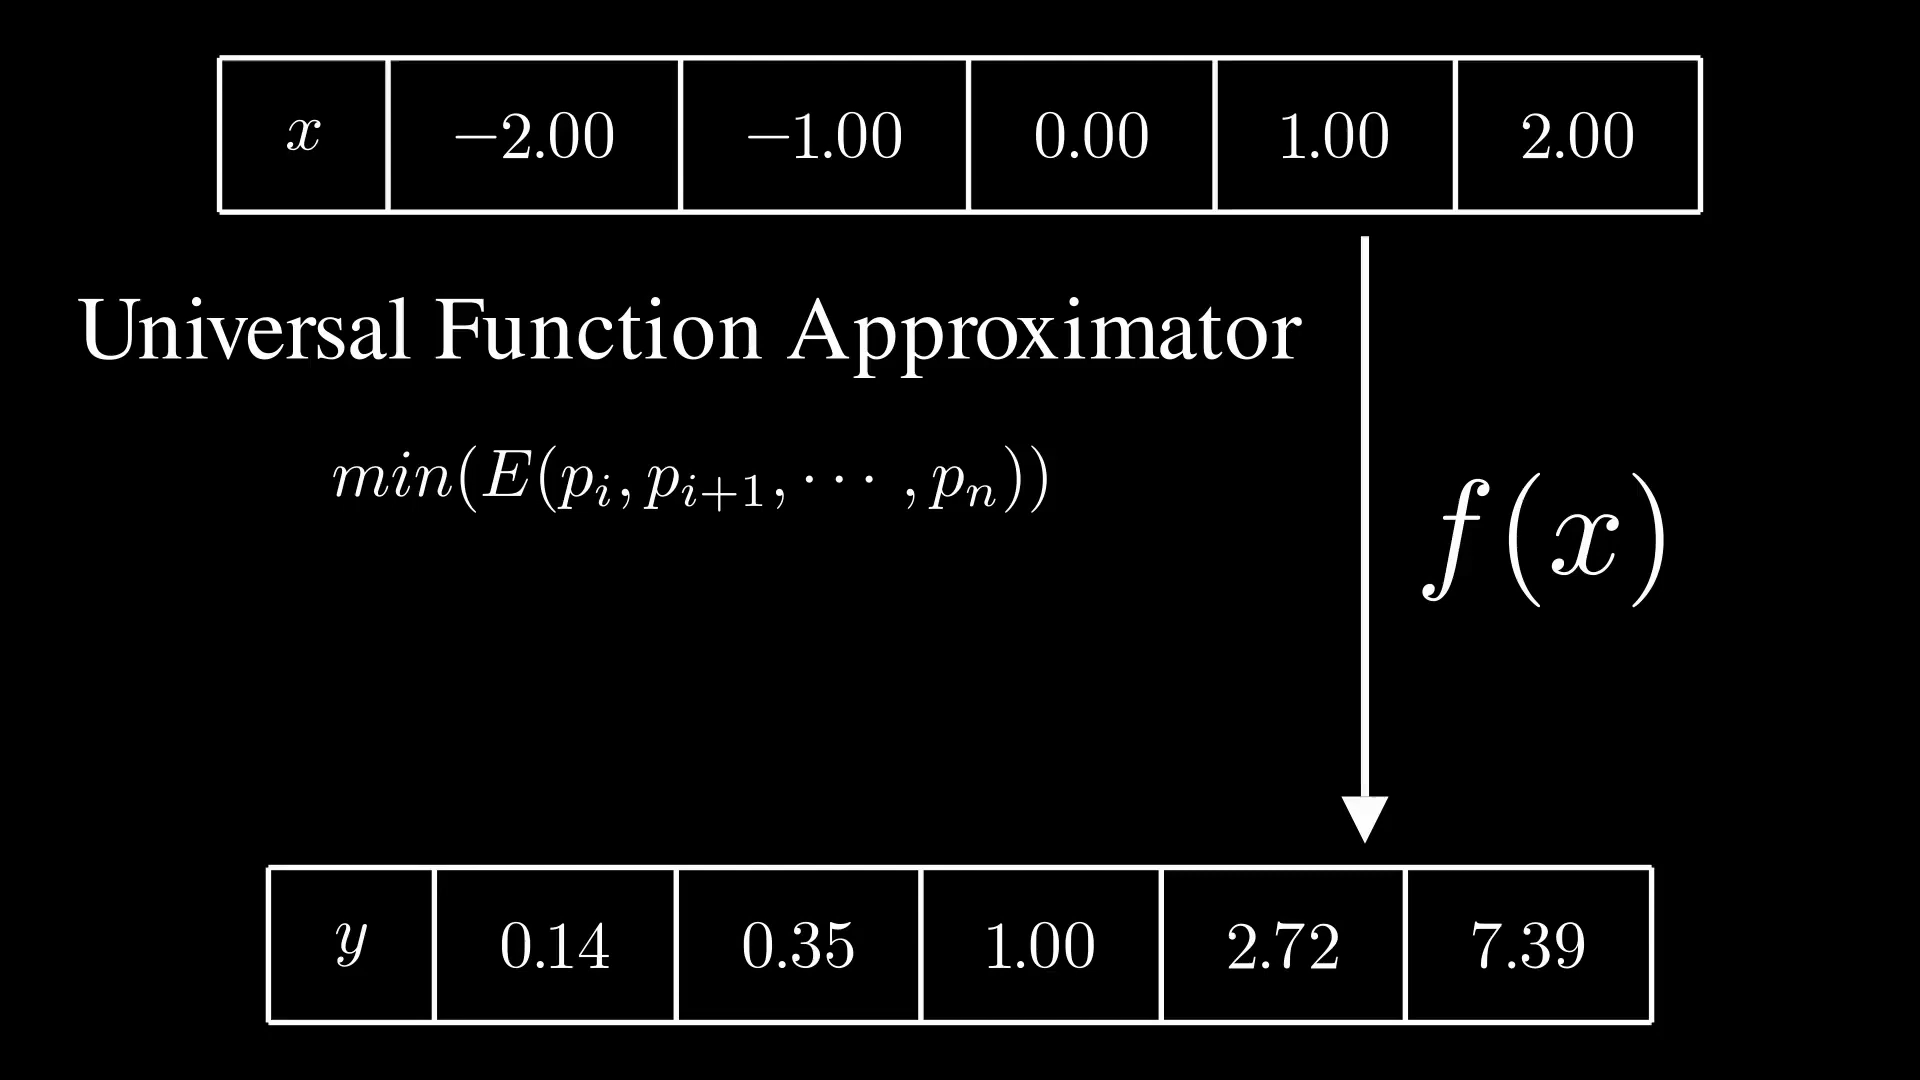 x −2.00 −1.00 0.00 1.00 2.00
Universal Function Approximator
min(E(p_i, p_{i+1}, ⋯ , p_n))
f(x)
y 0.14 0.35 1.00 2.72 7.39